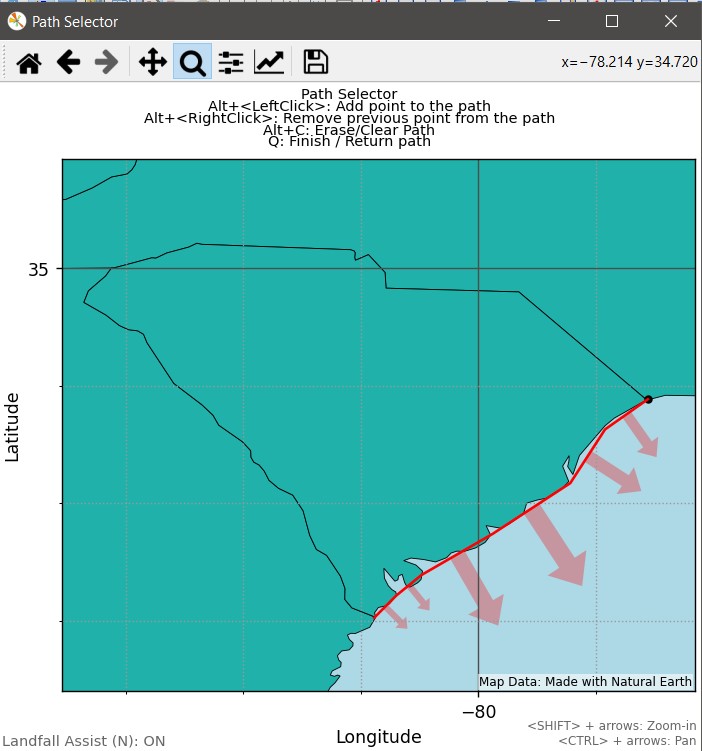 Path Selector
x=−78.214 y=34.720
Path Selector
Alt+<LeftClick>: Add point to the path
Alt+<RightClick>: Remove previous point from the path
Alt+C: Erase/Clear Path
Q: Finish / Return path
35
Latitude
Map Data: Made with Natural Earth
−80
Longitude
<SHIFT> + arrows: Zoom-in
<CTRL> + arrows: Pan
Landfall Assist (N): ON